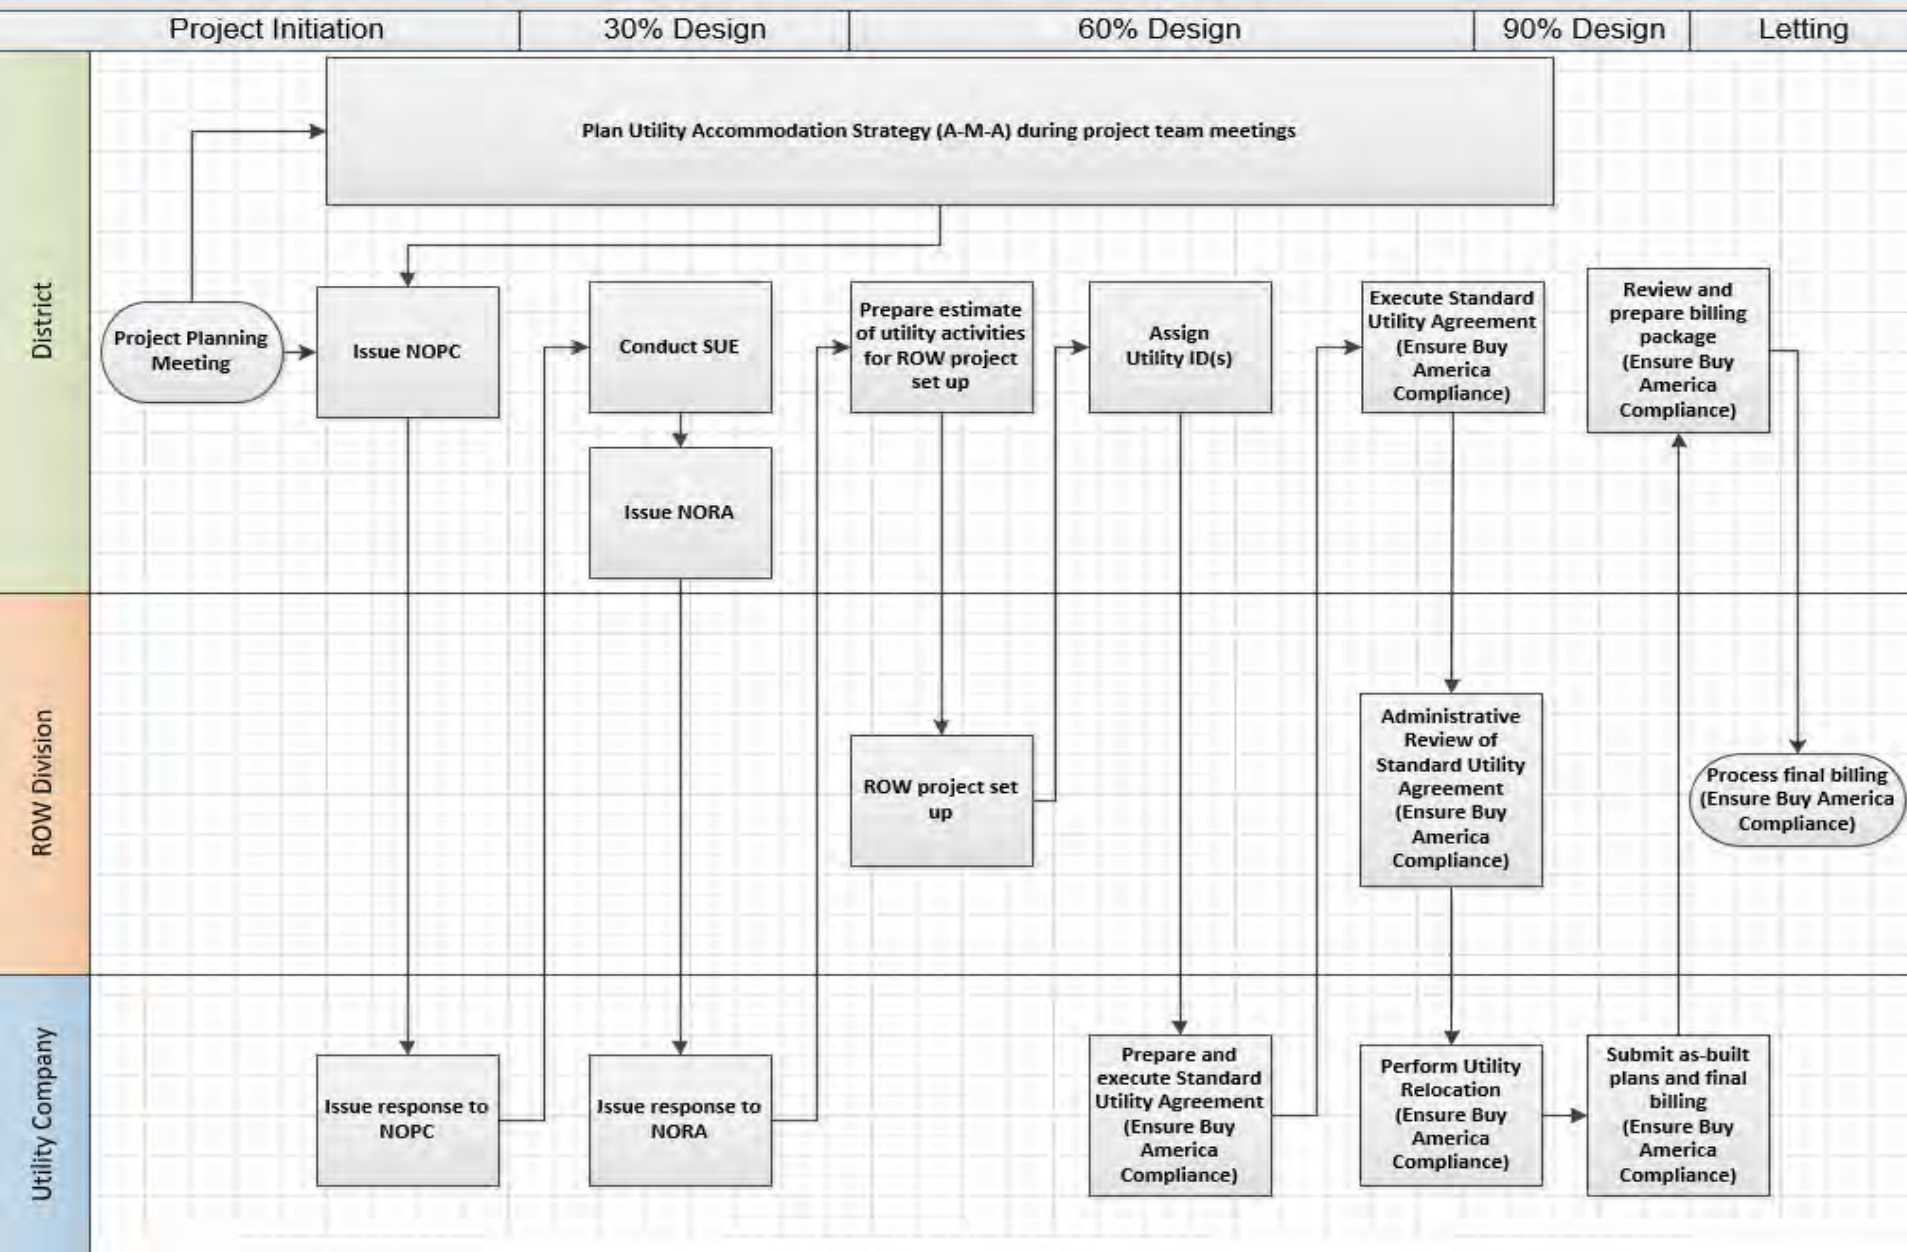 Project Initiation
30% Design
60% Design
90% Design
Letting
District
Plan Utility Accommodation Strategy (A-M-A) during project team meetings
Project Planning
Meeting
Issue NOPC
Conduct SUE
Issue NORA
Prepare estimate
of utility activities
for ROW project
set up
Assign
Utility ID(s)
Execute Standard
Utility Agreement
(Ensure Buy
America
Compliance)
Review and
prepare billing
package
(Ensure Buy
America
Compliance)
ROW Division
ROW project set
up
Administrative
Review of
Standard Utility
Agreement
(Ensure Buy
America
Compliance)
Process final billing
(Ensure Buy America
Compliance)
Utility Company
Issue response to
NOPC
Issue response to
NORA
Prepare and
execute Standard
Utility Agreement
(Ensure Buy
America
Compliance)
Perform Utility
Relocation
(Ensure Buy
America
Compliance)
Submit as-built
plans and final
billing
(Ensure Buy
America
Compliance)